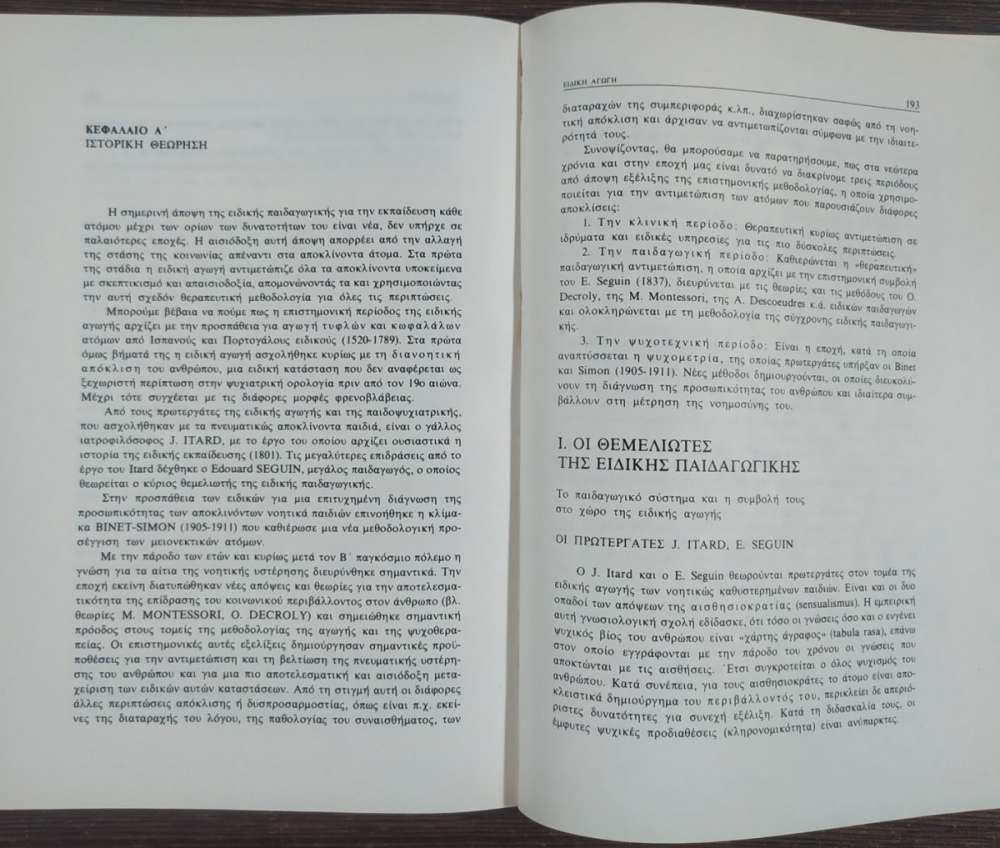 ΚΕΦΑΛΑΙΟ Α΄
ΙΣΤΟΡΙΚΗ ΘΕΩΡΗΣΗ
Η σημερινή άποψη της ειδικής παιδαγωγικής για την εκπαίδευση κάθε
ατόμου μέχρι των ορίων των δυνατοτήτων του είναι νέα, δεν υπήρχε σε
παλαιότερες εποχές. Η αισιόδοξη αυτή άποψη απορρέει από την αλλαγή
της στάσης της κοινωνίας απέναντι στα αποκλίνοντα άτομα. Στα πρώτα
της στάδια η ειδική αγωγή αντιμετώπιζε όλα τα αποκλίνοντα υποκείμενα
με σκεπτικισμό και απαισιοδοξία, απομονώνοντάς τα και χρησιμοποιώντας
την αυτή σχεδόν θεραπευτική μεθοδολογία για όλες τις περιπτώσεις.
Μπορούμε βέβαια να πούμε πως η επιστημονική περίοδος της ειδικής
αγωγής αρχίζει με την προσπάθεια για αγωγή τυφλών και κωφαλάλων
ατόμων από Ισπανούς και Πορτογάλους ειδικούς (1520-1789). Στα πρώτα
όμως βήματά της η ειδική αγωγή ασχολήθηκε κυρίως με τη διανοητική
απόκλιση του ανθρώπου, μια ειδική κατάσταση που δεν αναφέρεται ως
ξεχωριστή περίπτωση στην ψυχιατρική ορολογία πριν από τον 19ο αιώνα.
Μέχρι τότε συγχέεται με τις διάφορες μορφές φρενοβλάβειας.
Από τους πρωτεργάτες της ειδικής αγωγής και της παιδοψυχιατρικής,
που ασχολήθηκαν με τα πνευματικώς αποκλίνοντα παιδιά, είναι ο γάλλος
ιατροφιλόσοφος J. ITARD, με το έργο του οποίου αρχίζει ουσιαστικά η
ιστορία της ειδικής εκπαίδευσης (1801). Τις μεγαλύτερες επιδράσεις από το
έργο του Itard δέχθηκε ο Edouard SEGUIN, μεγάλος παιδαγωγός, ο οποίος
θεωρείται ο κύριος θεμελιωτής της ειδικής παιδαγωγικής.
Στην προσπάθεια των ειδικών για μια επιτυχημένη διάγνωση της
προσωπικότητας των αποκλινόντων νοητικά παιδιών επινοήθηκε η κλίμα-
κα BINET-SIMON (1905-1911) που καθιέρωσε μια νέα μεθοδολογική προ-
σέγγιση των μειονεκτικών ατόμων.
Με την πάροδο των ετών και κυρίως μετά τον Β΄ παγκόσμιο πόλεμο η
γνώση για τα αίτια της νοητικής υστέρησης διευρύνθηκε σημαντικά. Την
εποχή εκείνη διατυπώθηκαν νέες απόψεις και θεωρίες για την αποτελεσμα-
τικότητα της επίδρασης του κοινωνικού περιβάλλοντος στον άνθρωπο (βλ.
θεωρίες M. MONTESSORI, O. DECROLY) και σημειώθηκε σημαντική
πρόοδος στους τομείς της μεθοδολογίας της αγωγής και της ψυχοθερα-
πείας. Οι επιστημονικές αυτές εξελίξεις δημιούργησαν σημαντικές προϋ-
ποθέσεις για την αντιμετώπιση και τη βελτίωση της πνευματικής υστέρη-
σης του ανθρώπου και για μια πιο αποτελεσματική και αισιόδοξη μετα-
χείριση των ειδικών αυτών καταστάσεων. Από τη στιγμή αυτή οι διάφορες
άλλες περιπτώσεις απόκλισης ή δυσπροσαρμοστίας, όπως είναι π.χ. εκεί-
νες της διαταραχής του λόγου, της παθολογίας του συναισθήματος, των
ΕΙΔΙΚΗ ΑΓΩΓΗ
193
διαταραχών της συμπεριφοράς κ.λπ., διαχωρίστηκαν σαφώς από τη νοη-
τική απόκλιση και άρχισαν να αντιμετωπίζονται σύμφωνα με την ιδιαιτε-
ρότητά τους.
Συνοψίζοντας, θα μπορούσαμε να παρατηρήσουμε, πως στα νεώτερα
χρόνια και στην εποχή μας είναι δυνατό να διακρίνομε τρεις περιόδους
από άποψη εξέλιξης της επιστημονικής μεθοδολογίας, η οποία χρησιμο-
ποιείται για την αντιμετώπιση των ατόμων που παρουσιάζουν διάφορες
αποκλίσεις:
1. Την κλινική περίοδο: Θεραπευτική κυρίως αντιμετώπιση σε
ιδρύματα και ειδικές υπηρεσίες για τις πιο δύσκολες περιπτώσεις.
2. Την παιδαγωγική περίοδο: Καθιερώνεται η »θεραπευτική»
παιδαγωγική αντιμετώπιση, η οποία αρχίζει με την επιστημονική συμβολή
του E. Seguin (1837), διευρύνεται με τις θεωρίες και τις μεθόδους του O.
Decroly, της M. Montessori, της A. Descoeudres κ.ά. ειδικών παιδαγωγών
και ολοκληρώνεται με τη μεθοδολογία της σύγχρονης ειδικής παιδαγωγι-
κής.
3. Την ψυχοτεχνική περίοδο: Είναι η εποχή, κατά τη οποία
αναπτύσσεται η ψυχομετρία, της οποίας πρωτεργάτες υπήρξαν οι Binet
και Simon (1905-1911). Νέες μέθοδοι δημιουργούνται, οι οποίες διευκολύ-
νουν τη διάγνωση της προσωπικότητας του ανθρώπου και ιδιαίτερα συμ-
βάλλουν στη μέτρηση της νοημοσύνης του.
Ι. ΟΙ ΘΕΜΕΛΙΩΤΕΣ
ΤΗΣ ΕΙΔΙΚΗΣ ΠΑΙΔΑΓΩΓΙΚΗΣ
Το παιδαγωγικό σύστημα και η συμβολή τους
στο χώρο της ειδικής αγωγής
ΟΙ ΠΡΩΤΕΡΓΑΤΕΣ J. ITARD, E. SEGUIN
Ο J. Itard και ο E. Seguin θεωρούνται πρωτεργάτες στον τομέα της
ειδικής αγωγής των νοητικώς καθυστερημένων παιδιών. Είναι και οι δυο
οπαδοί των απόψεων της αισθησιοκρατίας (sensualismus). Η εμπειρική
αυτή γνωσιολογική σχολή εδίδασκε, ότι τόσο οι γνώσεις όσο και ο ενγένει
ψυχικός βίος του ανθρώπου είναι «χάρτης άγραφος» (tabula rasa), επάνω
στον οποίο εγγράφονται με την πάροδο του χρόνου οι γνώσεις που
αποκτώνται με τις αισθήσεις. Έτσι συγκροτείται ο όλος ψυχισμός του
ανθρώπου. Κατά συνέπεια, για τους αισθησιοκράτες το άτομο είναι απο-
κλειστικά δημιούργημα του περιβάλλοντός του, περικλείει δε απεριό-
ριστες δυνατότητες για συνεχή εξέλιξη. Κατά τη διδασκαλία τους, οι
έμφυτες ψυχικές προδιαθέσεις (κληρονομικότητα) είναι ανύπαρκτες.